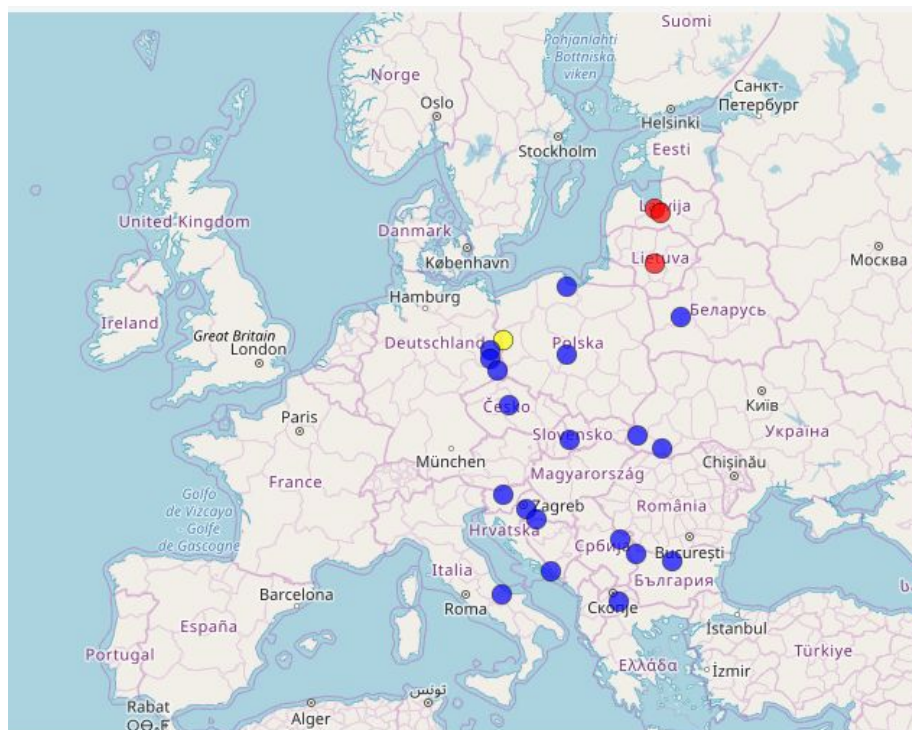 Suomi
Pohjanlahti
- Bottniska
viken
Norge
Санкт-
Петербург
Oslo
Helsinki
Stockholm
Eesti
United Kingdom
Danmark
Lietuva
København
Москва
Hamburg
Беларусь
Ireland
Great Britain
London
Deutschland
Polska
Київ
Česko
Paris
Україна
Slovensko
München
Chișinău
Magyarország
France
Golfo
de Vizcaya
- Golfe
de Gascogne
Zagreb
România
Hrvatska
București
Italia
България
Barcelona
Roma
Скопје
España
İstanbul
Portugal
Ελλάδα
Türkiye
İzmir
تونس
Rabat
Alger